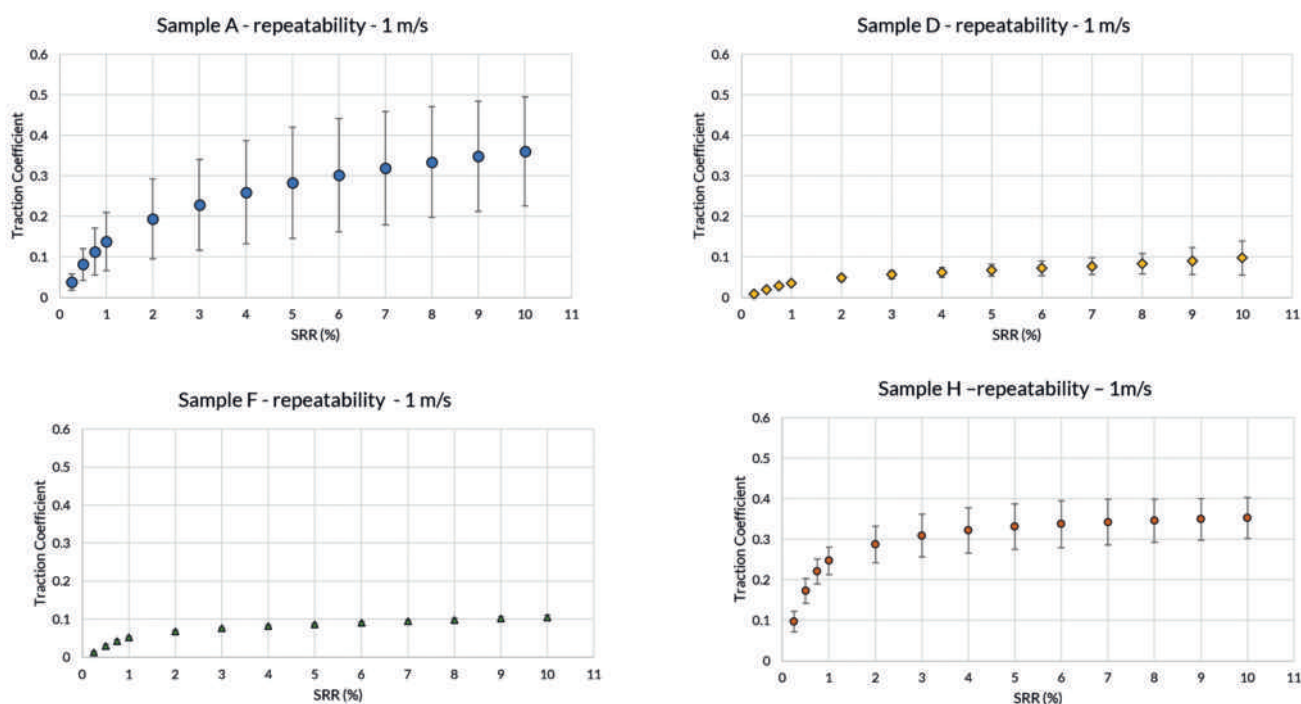 Sample A - repeatability - 1 m/s
0.6
0.5
0.4
0.3
0.2
0.1
0
Traction Coefficient
0 1 2 3 4 5 6 7 8 9 10 11
SRR (%)
Sample D - repeatability - 1 m/s
0.6
0.5
0.4
0.3
0.2
0.1
0
Traction Coefficient
0 1 2 3 4 5 6 7 8 9 10 11
SRR (%)
Sample F - repeatability - 1 m/s
0.6
0.5
0.4
0.3
0.2
0.1
0
Traction Coefficient
0 1 2 3 4 5 6 7 8 9 10 11
SRR (%)
Sample H –repeatability – 1m/s
0.6
0.5
0.4
0.3
0.2
0.1
0
Traction Coefficient
0 1 2 3 4 5 6 7 8 9 10 11
SRR (%)